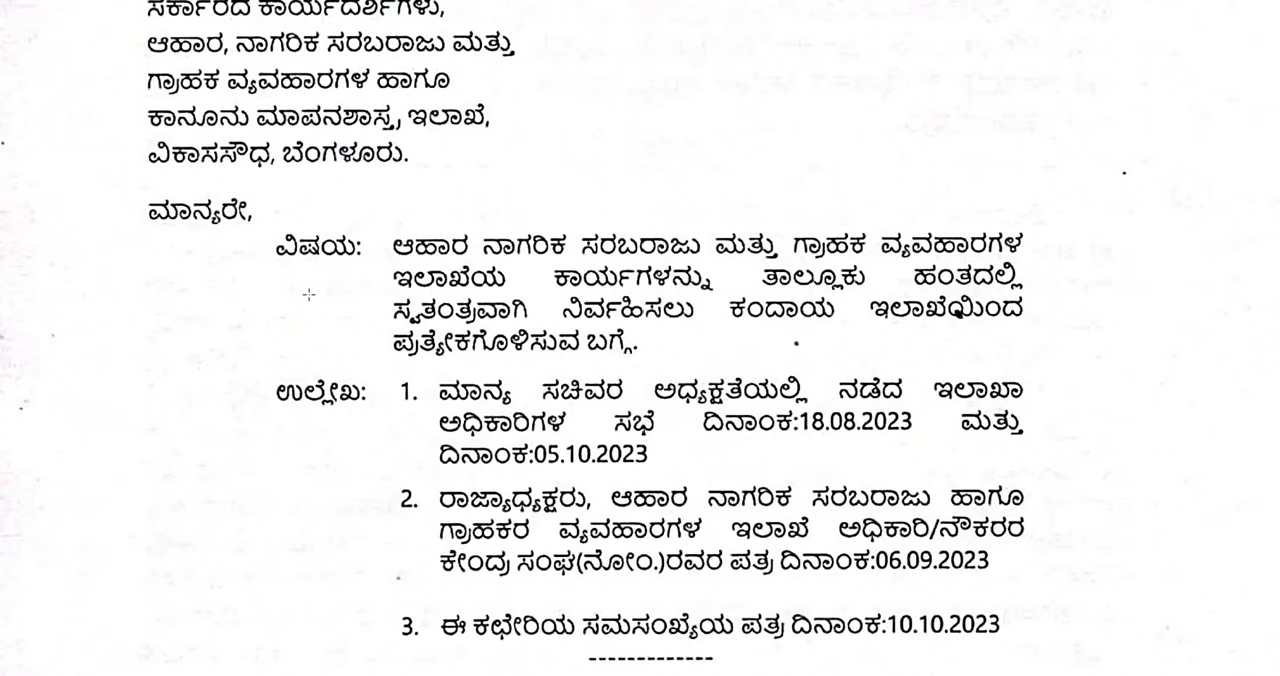 ಸರ್ಕಾರದ ಕಾರ್ಯದರ್ಶಿಗಳು,
ಆಹಾರ, ನಾಗರಿಕ ಸರಬರಾಜು ಮತ್ತು
ಗ್ರಾಹಕ ವ್ಯವಹಾರಗಳ ಹಾಗೂ
ಕಾನೂನು ಮಾಪನಶಾಸ್ತ್ರ ಇಲಾಖೆ,
ವಿಕಾಸಸೌಧ, ಬೆಂಗಳೂರು.
ಮಾನ್ಯರೇ,
ವಿಷಯ: ಆಹಾರ ನಾಗರಿಕ ಸರಬರಾಜು ಮತ್ತು ಗ್ರಾಹಕ ವ್ಯವಹಾರಗಳ
ಇಲಾಖೆಯ ಕಾರ್ಯಗಳನ್ನು ತಾಲ್ಲೂಕು ಹಂತದಲ್ಲಿ
ಸ್ವತಂತ್ರವಾಗಿ ನಿರ್ವಹಿಸಲು ಕಂದಾಯ ಇಲಾಖೆಯಿಂದ
ಪ್ರತ್ಯೇಕಗೊಳಿಸುವ ಬಗ್ಗೆ.
ಉಲ್ಲೇಖ: 1. ಮಾನ್ಯ ಸಚಿವರ ಅಧ್ಯಕ್ಷತೆಯಲ್ಲಿ ನಡೆದ ಇಲಾಖಾ
ಅಧಿಕಾರಿಗಳ ಸಭೆ ದಿನಾಂಕ:18.08.2023 ಮತ್ತು
ದಿನಾಂಕ:05.10.2023
2. ರಾಜ್ಯಾಧ್ಯಕ್ಷರು, ಆಹಾರ ನಾಗರಿಕ ಸರಬರಾಜು ಹಾಗೂ
ಗ್ರಾಹಕರ ವ್ಯವಹಾರಗಳ ಇಲಾಖೆ ಅಧಿಕಾರಿ/ನೌಕರರ
ಕೇಂದ್ರ ಸಂಘ(ನೋಂ.)ರವರ ಪತ್ರ ದಿನಾಂಕ:06.09.2023
3. ಈ ಕಛೇರಿಯ ಸಮಸಂಖ್ಯೆಯ ಪತ್ರ ದಿನಾಂಕ:10.10.2023
-------------